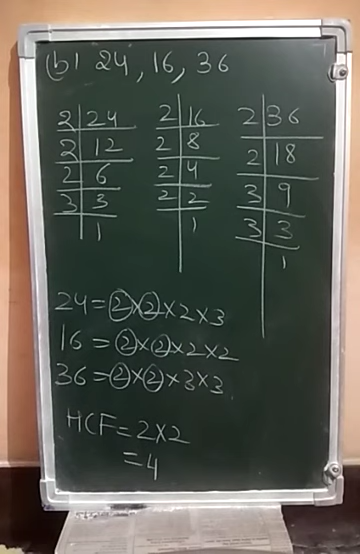 (b) 24, 16, 36
2 | 24
2 | 12
2 | 6
3 | 3
1
2 | 16
2 | 8
2 | 4
2 | 2
1
2 | 36
2 | 18
3 | 9
3 | 3
1
24 = 2 × 2 × 2 × 3
16 = 2 × 2 × 2 × 2
36 = 2 × 2 × 3 × 3
HCF = 2 × 2
= 4